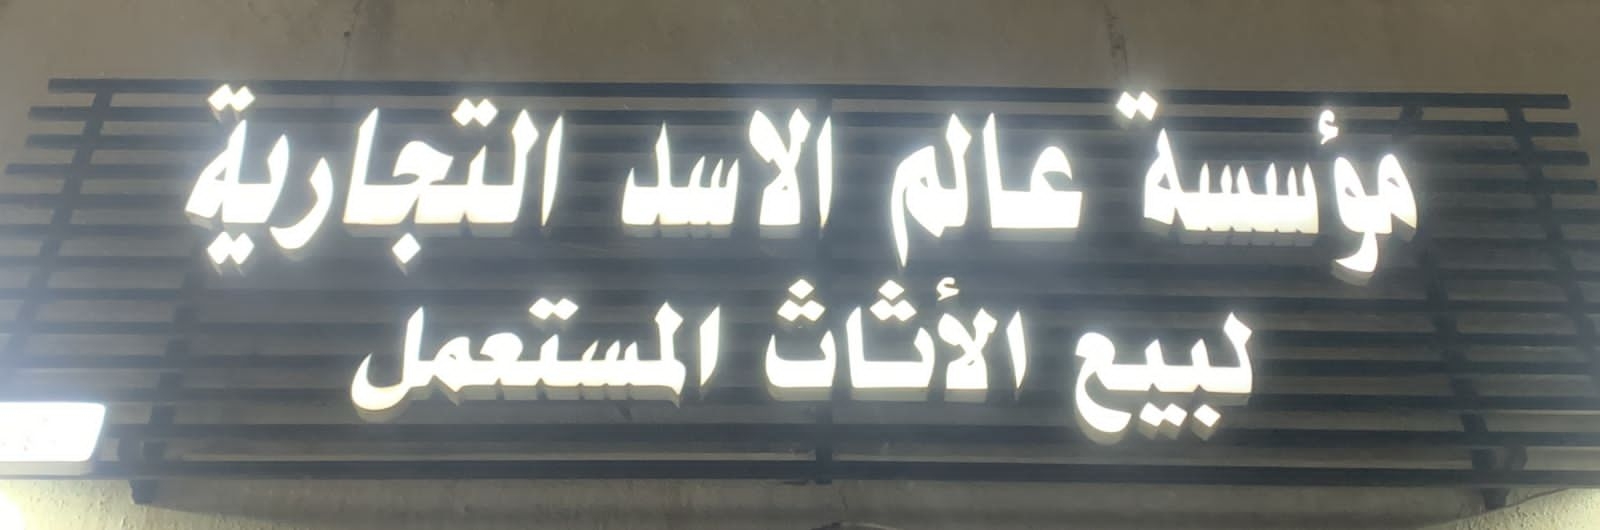 مؤسسة عالم الاسد التجارية
لبيع الأثاث المستعمل